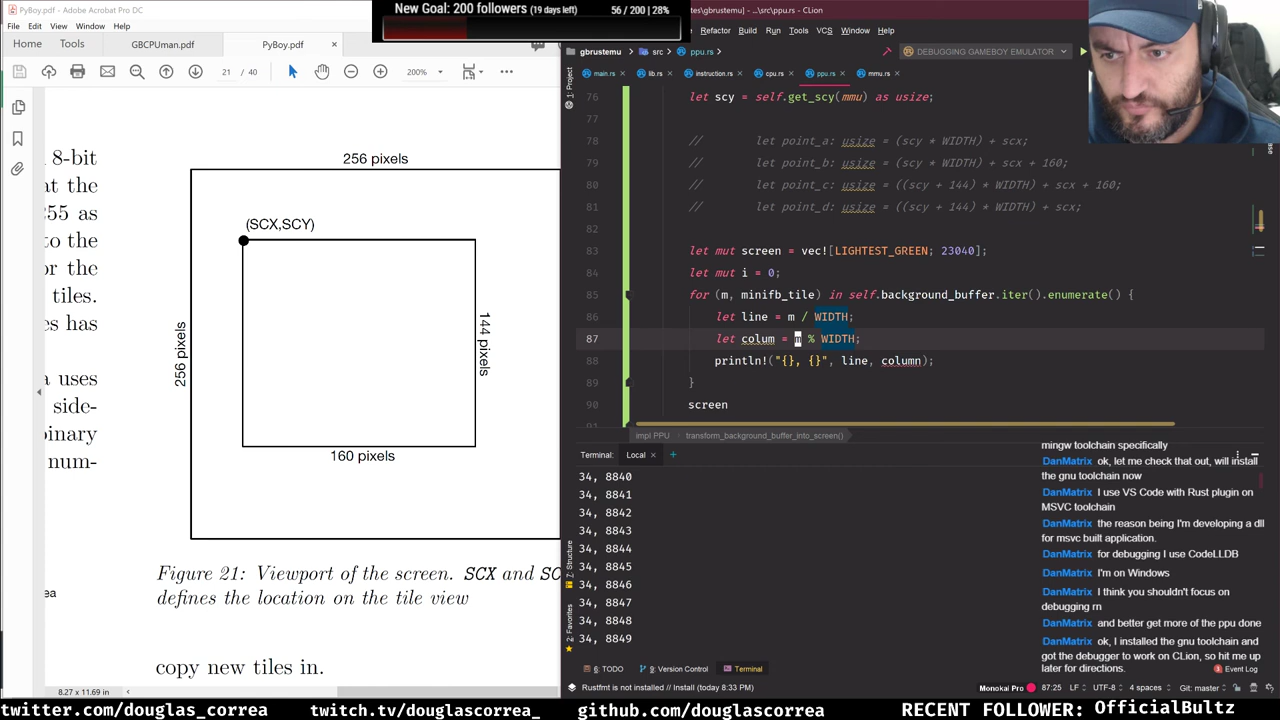 PyBoy.pdf - Adobe Acrobat Pro DC
File Edit View Window
Home Tools GBCPUman.pdf PyBoy.pdf ×
21 / 40 200%
8-bit
at the
55 as
to the
or the
tiles.
es has
a uses
side-
binary
num-
256 pixels
(SCX,SCY)
256 pixels
144 pixels
160 pixels
Figure 21: Viewport of the screen. SCX and SC
defines the location on the tile view
copy new tiles in.
8.27 x 11.69 in
New Goal: 200 followers (19 days left) 56 / 200 | 28%
tes\gbrustemu] - ...\src\ppu.rs - CLion
Refactor Build Run Tools VCS Window Help
gbrustemu src ppu.rs DEBUGGING GAMEBOY EMULATOR
main.rs lib.rs instruction.rs cpu.rs ppu.rs mmu.rs
1: Project
76 let scy = self.get_scy(mmu) as usize;
77
78 // let point_a: usize = (scy * WIDTH) + scx;
79 // let point_b: usize = (scy * WIDTH) + scx + 160;
80 // let point_c: usize = ((scy + 144) * WIDTH) + scx + 160;
81 // let point_d: usize = ((scy + 144) * WIDTH) + scx;
82
83 let mut screen = vec![LIGHTEST_GREEN; 23040];
84 let mut i = 0;
85 for (m, minifb_tile) in self.background_buffer.iter().enumerate() {
86 let line = m / WIDTH;
87 let colum = m % WIDTH;
88 println!("{}, {}", line, column);
89 }
90 screen
91
impl PPU transform_background_buffer_into_screen()
Terminal: Local × +
34, 8840
34, 8841
34, 8842
34, 8843
34, 8844
34, 8845
34, 8846
34, 8847
34, 8848
34, 8849
7: Structure
2: Favorites
mingw toolchain specifically
DanMatrix ok, let me check that out, will install
the gnu toolchain now
DanMatrix I use VS Code with Rust plugin on
MSVC toolchain
DanMatrix the reason being I'm developing a dll
for msvc built application.
DanMatrix for debugging I use CodeLLDB
DanMatrix I'm on Windows
DanMatrix I think you shouldn't focus on
debugging rn
DanMatrix and better get more of the ppu done
DanMatrix ok, I installed the gnu toolchain and
got the debugger to work on CLion, so hit me up
later for directions.
6: TODO 9: Version Control Terminal Event Log
Rustfmt is not installed // Install (today 8:33 PM) Monokai Pro 87:25 LF UTF-8 4 spaces Git: master
twitter.com/douglas_correa twitch.tv/douglascorrea_ github.com/douglascorrea RECENT FOLLOWER: OfficialBultz